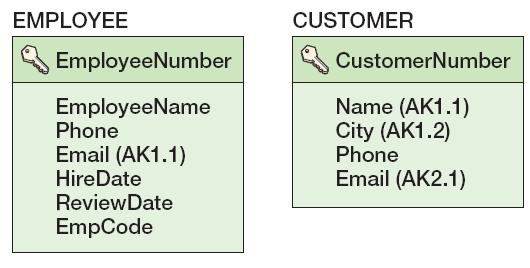 EMPLOYEE
EmployeeNumber
EmployeeName
Phone
Email (AK1.1)
HireDate
ReviewDate
EmpCode
CUSTOMER
CustomerNumber
Name (AK1.1)
City (AK1.2)
Phone
Email (AK2.1)